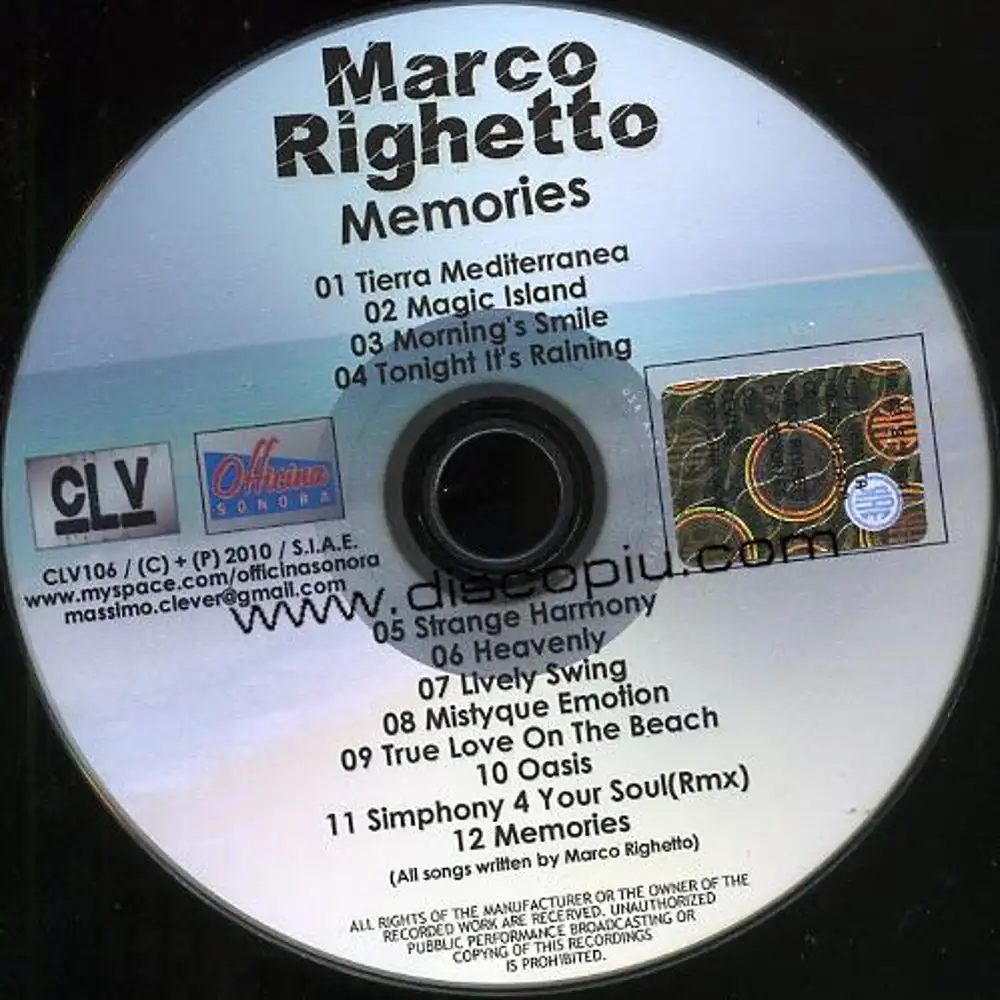 Marco
Righetto
Memories
01 Tierra Mediterranea
02 Magic Island
03 Morning's Smile
04 Tonight It's Raining
CLV
Officina
SONORA
CLV106 / (C) + (P) 2010 / S.I.A.E.
www.myspace.com/officinasonora
massimo.clever@gmail.com
www.discopiu.com
05 Strange Harmony
06 Heavenly
07 Lively Swing
08 Mistyque Emotion
09 True Love On The Beach
10 Oasis
11 Simphony 4 Your Soul(Rmx)
12 Memories
(All songs written by Marco Righetto)
ALL RIGHTS OF THE MANUFACTURER OR THE OWNER OF THE
RECORDED WORK ARE RECERVED. UNAUTHORIZED
PUBBLIC PERFORMANCE BROADCASTING OR
COPYNG OF THIS RECORDINGS
IS PROHIBITED.